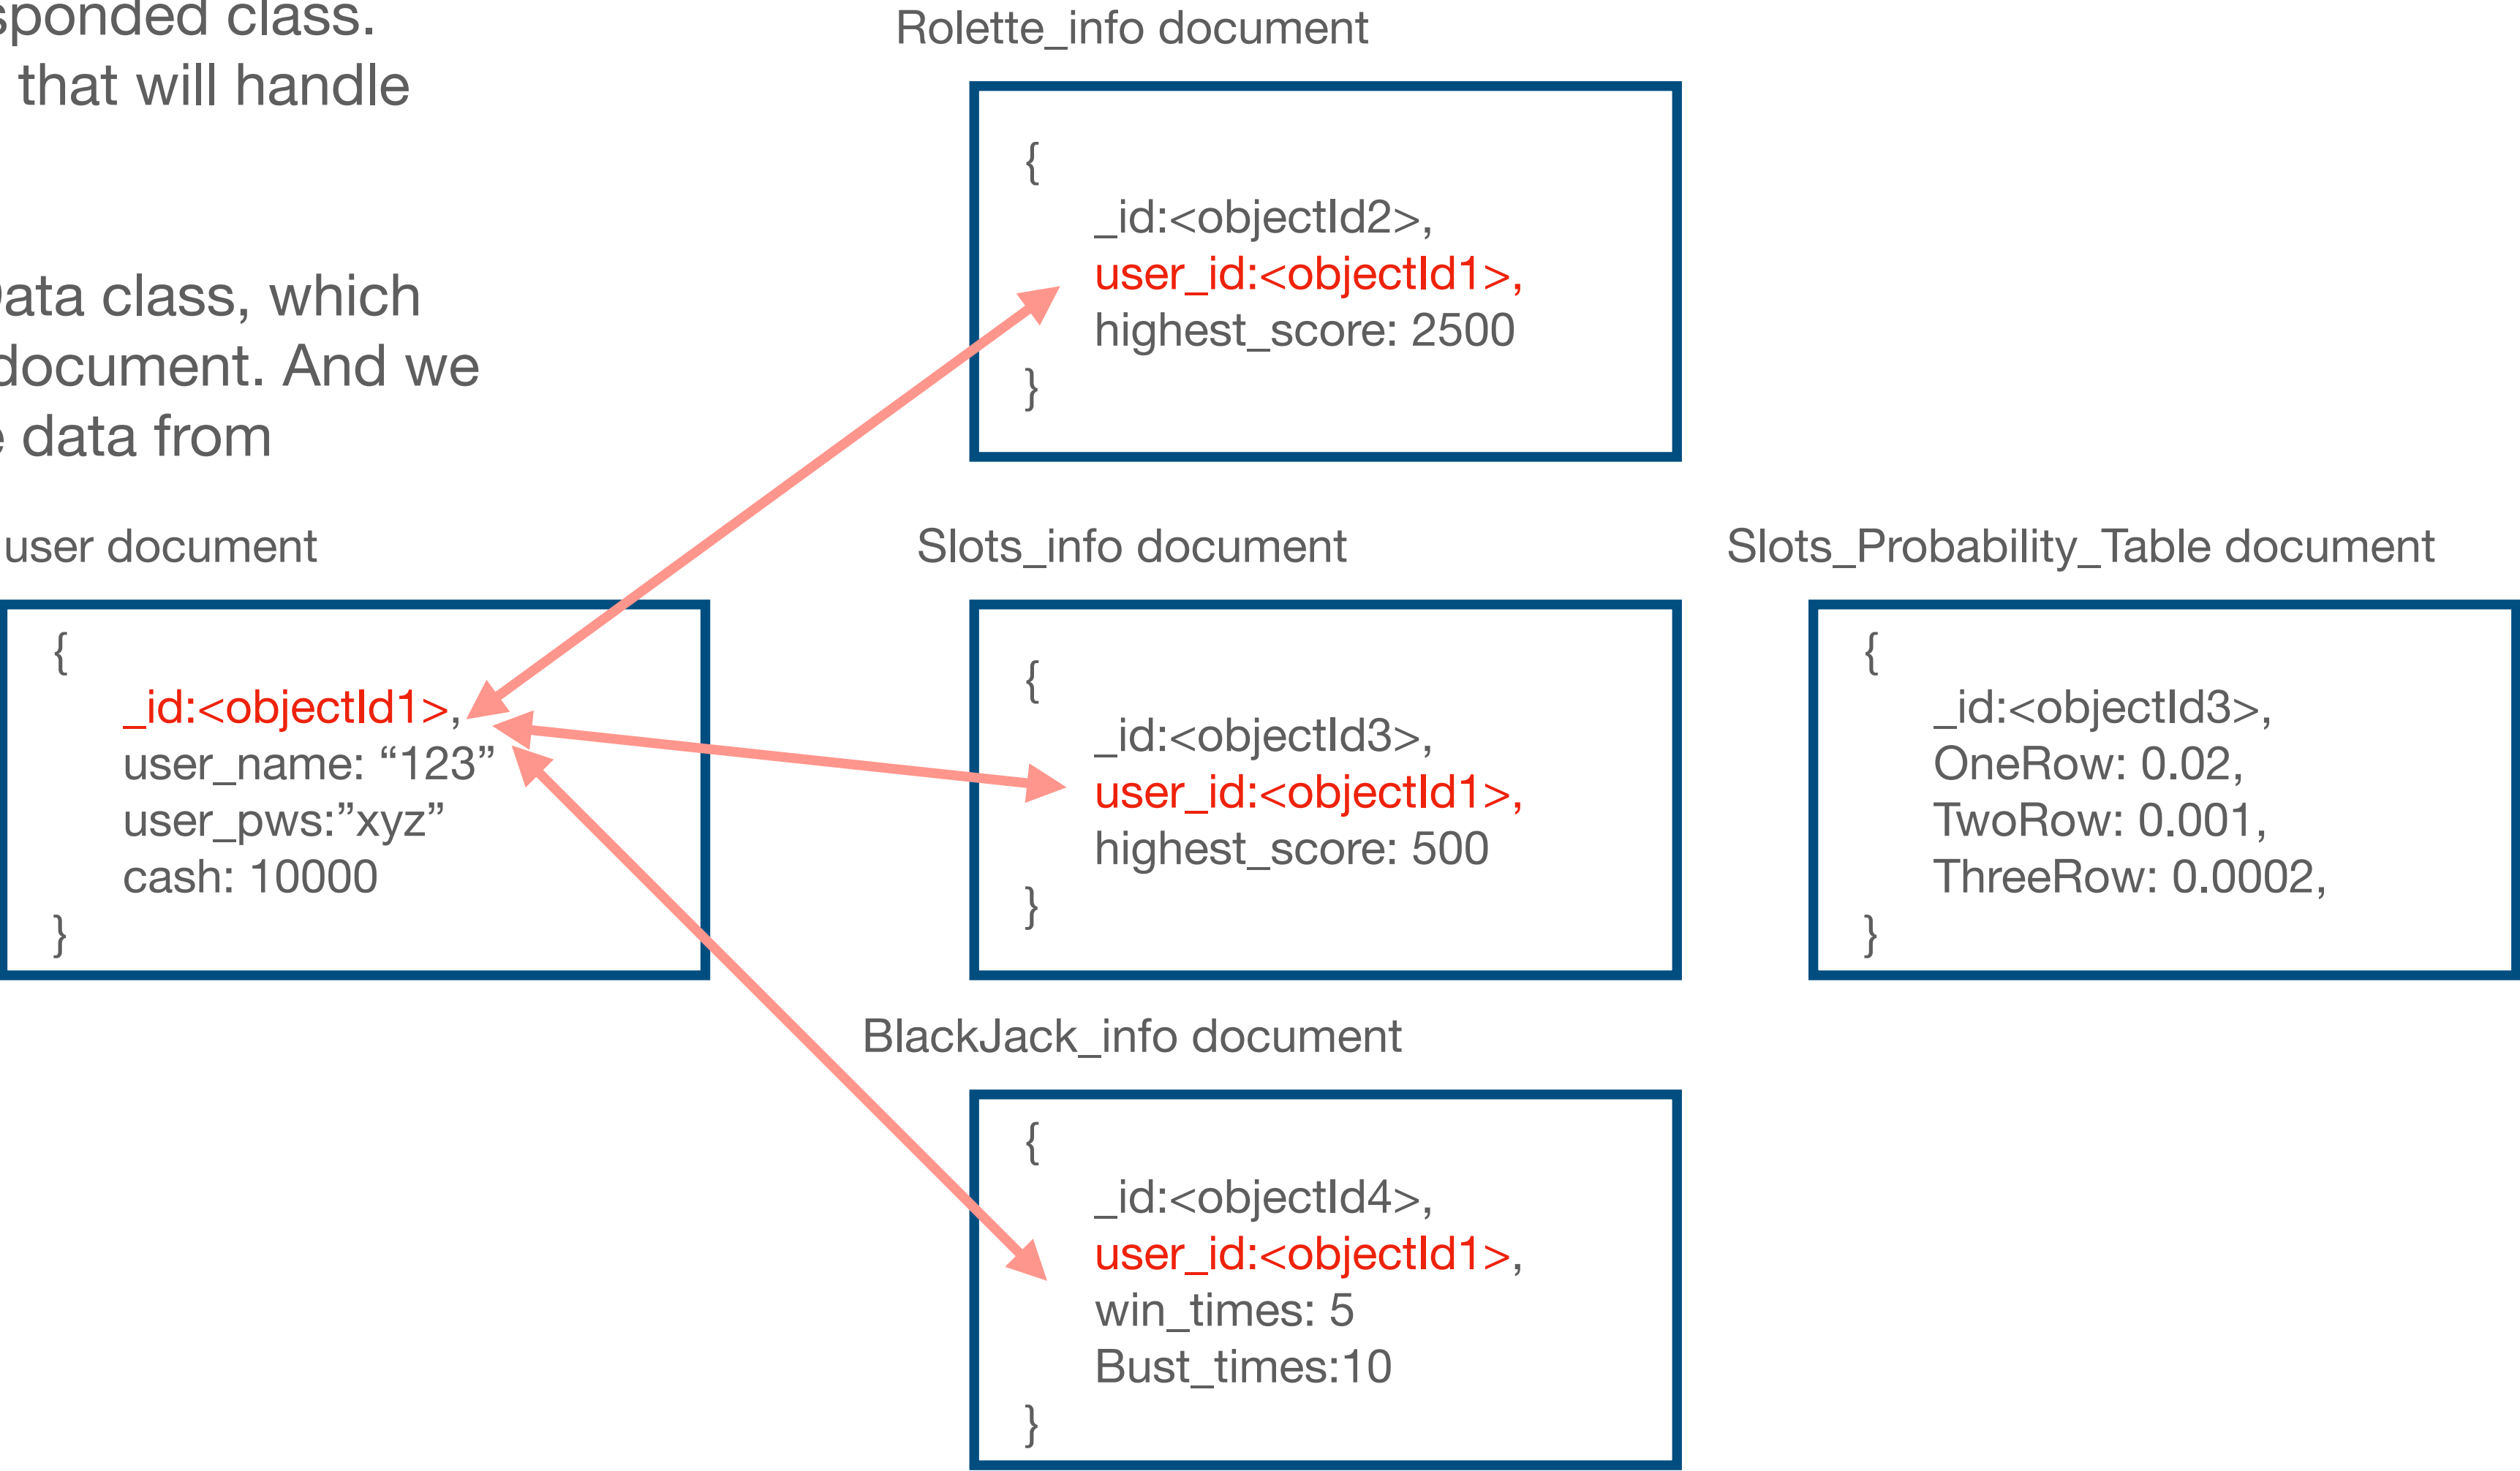 sponded class.
that will handle
ata class, which
document. And we
e data from
Rolette_info document
{
_id:<objectId2>,
user_id:<objectId1>,
highest_score: 2500
}
user document
{
_id:<objectId1>,
user_name: “123”
user_pws:”xyz”
cash: 10000
}
Slots_info document
{
_id:<objectId3>,
user_id:<objectId1>,
highest_score: 500
}
Slots_Probability_Table document
{
_id:<objectId3>,
OneRow: 0.02,
TwoRow: 0.001,
ThreeRow: 0.0002,
}
BlackJack_info document
{
_id:<objectId4>,
user_id:<objectId1>,
win_times: 5
Bust_times:10
}